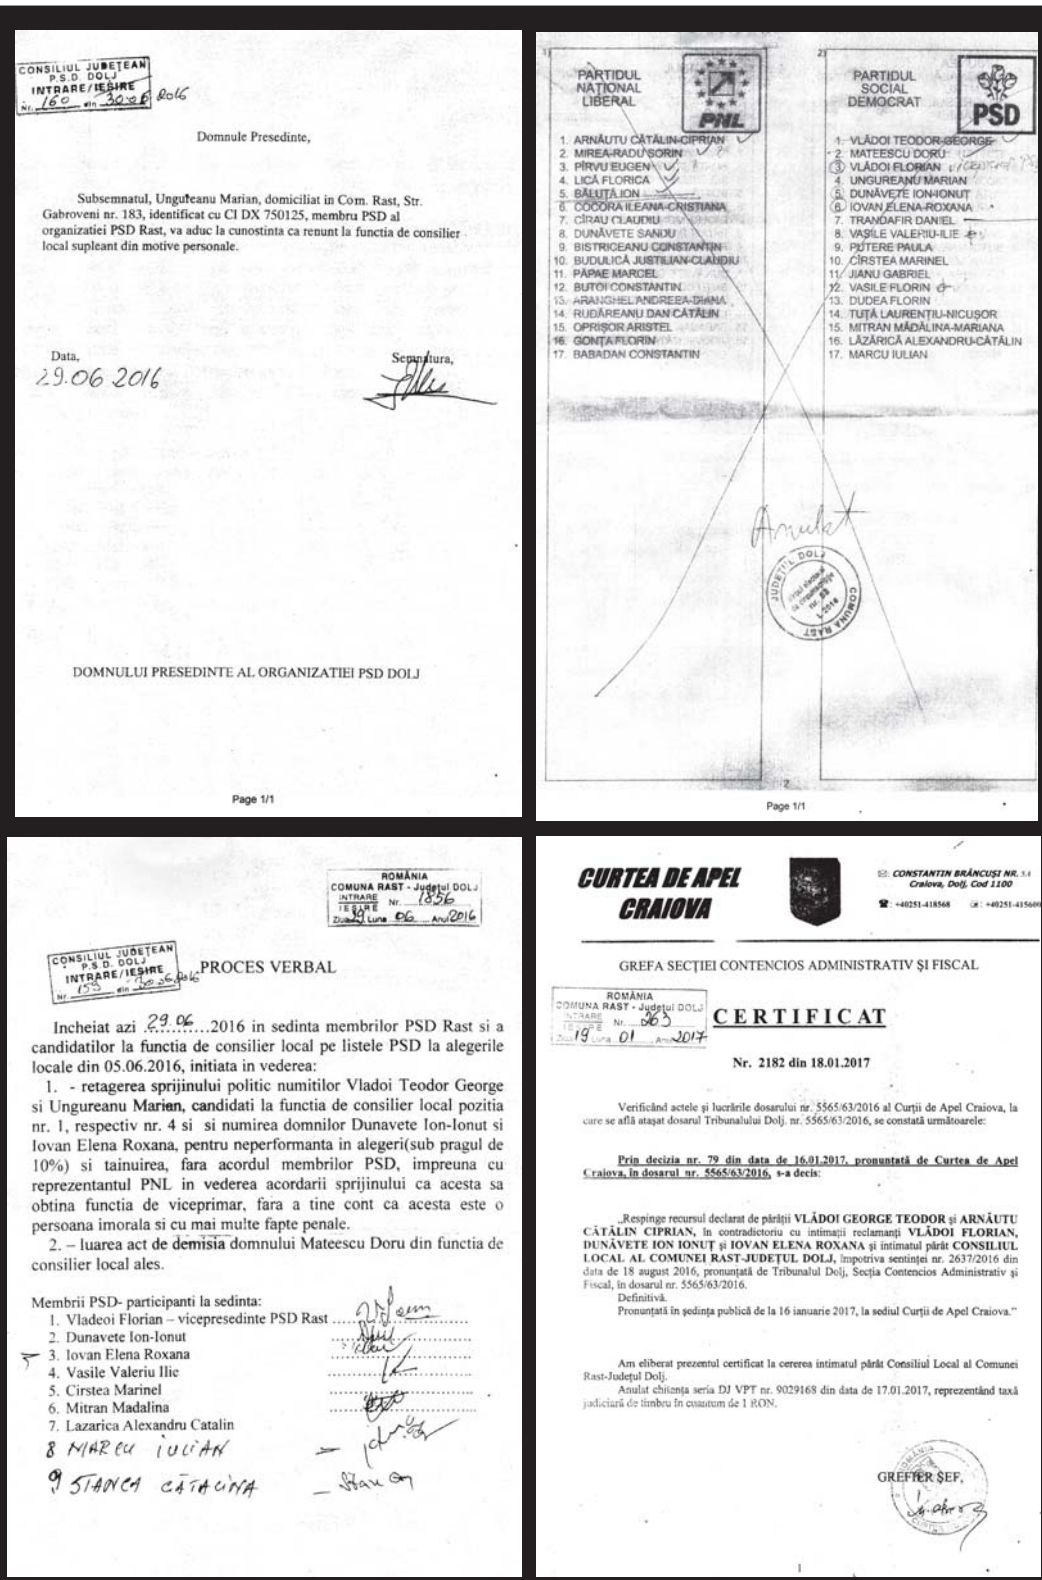 CONSILIUL JUDEȚEAN
P.S.D. DOLJ
INTRARE/IEȘIRE
Nr. 160 din 30.06 2016
Domnule Presedinte,
Subsemnatul, Ungureanu Marian, domiciliat in Com. Rast, Str.
Gabroveni nr. 183, identificat cu CI DX 750125, membru PSD al
organizatiei PSD Rast, va aduc la cunostinta ca renunt la functia de consilier
local supleant din motive personale.
Data,
29.06 2016
Semnatura,
DOMNULUI PRESEDINTE AL ORGANIZATIEI PSD DOLJ
Page 1/1
1)
PARTIDUL
NAȚIONAL
LIBERAL
PNL
1. ARNĂUTU CĂTĂLIN-CIPRIAN
2. MIREA-RADU SORIN
3. PÎRVU EUGEN
4. LICĂ FLORICA
5. BĂLUȚĂ ION
6. COCORA ILEANA-CRISTIANA
7. CÎRAU CLAUDIU
8. DUNĂVETE SANDU
9. BISTRICEANU CONSTANTIN
10. BUDULICĂ JUSTILIAN-CLAUDIU
11. PĂPAE MARCEL
12. BUTOI CONSTANTIN
13. ARANGHEL ANDREEA-DIANA
14. RUDĂREANU DAN CĂTĂLIN
15. OPRIȘOR ARISTEL
16. GONȚA FLORIN
17. BABADAN CONSTANTIN
2)
PARTIDUL
SOCIAL
DEMOCRAT
PSD
1. VLĂDOI TEODOR-GEORGE
2. MATEESCU DORU
3. VLĂDOI FLORIAN
4. UNGUREANU MARIAN
5. DUNĂVETE ION-IONUȚ
6. IOVAN ELENA-ROXANA
7. TRANDAFIR DANIEL
8. VASILE VALERIU-ILIE
9. PUTERE PAULA
10. CÎRSTEA MARINEL
11. JIANU GABRIEL
12. VASILE FLORIN
13. DUDEA FLORIN
14. TUȚĂ LAURENȚIU-NICUȘOR
15. MITRAN MĂDĂLINA-MARIANA
16. LĂZĂRICĂ ALEXANDRU-CĂTĂLIN
17. MARCU IULIAN
Anulat
JUDEȚUL DOLJ
COMUNA RAST
2
Page 1/1
ROMÂNIA
COMUNA RAST - Județul DOLJ
INTRARE
IESIRE Nr. 1856
Ziua 29 Luna 06 Anul 2016
CONSILIUL JUDEȚEAN
P.S.D. DOLJ
INTRARE/IEȘIRE
Nr. 159 din 30.06.2016
PROCES VERBAL
Incheiat azi 29.06.........2016 in sedinta membrilor PSD Rast si a
candidatilor la functia de consilier local pe listele PSD la alegerile
locale din 05.06.2016, initiata in vederea:
1. - retagerea sprijinului politic numitilor Vladoi Teodor George
si Ungureanu Marian, candidati la functia de consilier local pozitia
nr. 1, respectiv nr. 4 si si numirea domnilor Dunavete Ion-Ionut si
Iovan Elena Roxana, pentru neperformanta in alegeri(sub pragul de
10%) si tainuirea, fara acordul membrilor PSD, impreuna cu
reprezentantul PNL in vederea acordarii sprijinului ca acesta sa
obtina functia de viceprimar, fara a tine cont ca acesta este o
persoana imorala si cu mai multe fapte penale.
2. – luarea act de demisia domnului Mateescu Doru din functia de
consilier local ales.
Membrii PSD- participanti la sedinta:
1. Vladeoi Florian – vicepresedinte PSD Rast
2. Dunavete Ion-Ionut
3. Iovan Elena Roxana
4. Vasile Valeriu Ilie
5. Cirstea Marinel
6. Mitran Madalina
7. Lazarica Alexandru Catalin
8 MARCU IULIAN
9 STANCA CĂTĂLINA
CURTEA DE APEL
CRAIOVA
✉: CONSTANTIN BRÂNCUȘI NR. 5A
Craiova, Dolj, Cod 1100
☎: +40251-418568 : +40251-415600
GREFA SECȚIEI CONTENCIOS ADMINISTRATIV ȘI FISCAL
ROMÂNIA
COMUNA RAST - Județul DOLJ
INTRARE
IESIRE Nr. 263
Ziua 19 Luna 01 Anul 2017
CERTIFICAT
Nr. 2182 din 18.01.2017
Verificând actele și lucrările dosarului nr. 5565/63/2016 al Curții de Apel Craiova, la
care se află atașat dosarul Tribunalului Dolj. nr. 5565/63/2016, se constată următoarele:
Prin decizia nr. 79 din data de 16.01.2017, pronunțată de Curtea de Apel
Craiova, în dosarul nr. 5565/63/2016, s-a decis:
„Respinge recursul declarat de pârâții VLĂDOI GEORGE TEODOR și ARNĂUTU
CĂTĂLIN CIPRIAN, în contradictoriu cu intimații reclamanți VLĂDOI FLORIAN,
DUNĂVETE ION IONUȚ și IOVAN ELENA ROXANA și intimatul pârât CONSILIUL
LOCAL AL COMUNEI RAST-JUDEȚUL DOLJ, împotriva sentinței nr. 2637/2016 din
data de 18 august 2016, pronunțată de Tribunalul Dolj, Secția Contencios Administrativ și
Fiscal, în dosarul nr. 5565/63/2016.
Definitivă.
Pronunțată în ședința publică de la 16 ianuarie 2017, la sediul Curții de Apel Craiova.”
Am eliberat prezentul certificat la cererea intimatul pârât Consiliul Local al Comunei
Rast-Județul Dolj.
Anulat chitanța seria DJ VPT nr. 9029168 din data de 17.01.2017, reprezentând taxă
judiciară de timbru în cuantum de 1 RON.
GREFIER ȘEF,
1